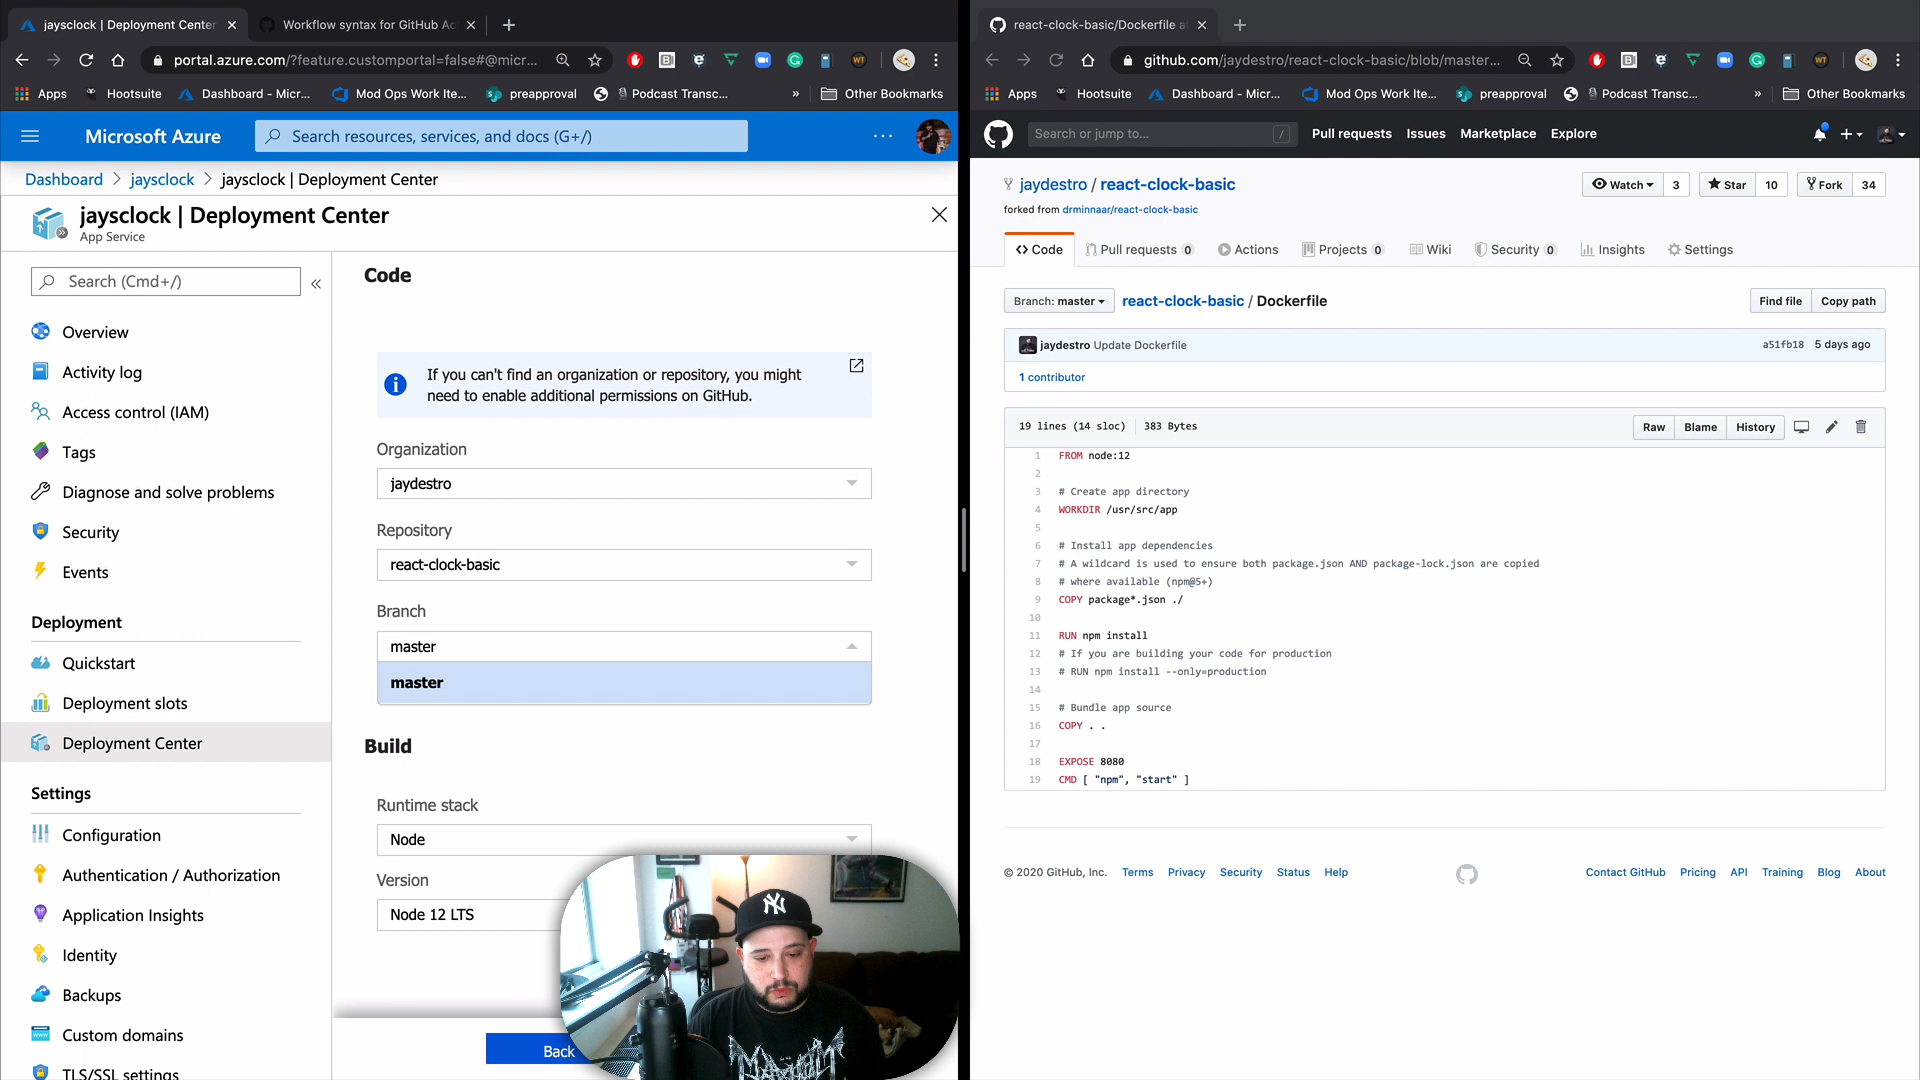 jaysclock | Deployment Center
Workflow syntax for GitHub Ac
portal.azure.com/?feature.customportal=false#@micr...
Apps
Hootsuite
Dashboard - Micr...
Mod Ops Work Ite...
preapproval
Podcast Transc...
»
Other Bookmarks
Microsoft Azure
Search resources, services, and docs (G+/)
...
Dashboard > jaysclock > jaysclock | Deployment Center
jaysclock | Deployment Center
App Service
Search (Cmd+/)
«
Overview
Activity log
Access control (IAM)
Tags
Diagnose and solve problems
Security
Events
Deployment
Quickstart
Deployment slots
Deployment Center
Settings
Configuration
Authentication / Authorization
Application Insights
Identity
Backups
Custom domains
TLS/SSL settings
Code
If you can't find an organization or repository, you might
need to enable additional permissions on GitHub.
Organization
jaydestro
Repository
react-clock-basic
Branch
master
master
Build
Runtime stack
Node
Version
Node 12 LTS
Back
react-clock-basic/Dockerfile at
github.com/jaydestro/react-clock-basic/blob/master...
Apps
Hootsuite
Dashboard - Micr...
Mod Ops Work Ite...
preapproval
Podcast Transc...
»
Other Bookmarks
Search or jump to...
/
Pull requests
Issues
Marketplace
Explore
jaydestro / react-clock-basic
Watch 3
Star 10
Fork 34
forked from drminnaar/react-clock-basic
Code
Pull requests 0
Actions
Projects 0
Wiki
Security 0
Insights
Settings
Branch: master
react-clock-basic / Dockerfile
Find file
Copy path
jaydestro Update Dockerfile
a51fb18 5 days ago
1 contributor
19 lines (14 sloc) 383 Bytes
Raw
Blame
History
1 FROM node:12
2
3 # Create app directory
4 WORKDIR /usr/src/app
5
6 # Install app dependencies
7 # A wildcard is used to ensure both package.json AND package-lock.json are copied
8 # where available (npm@5+)
9 COPY package*.json ./
10
11 RUN npm install
12 # If you are building your code for production
13 # RUN npm install --only=production
14
15 # Bundle app source
16 COPY . .
17
18 EXPOSE 8080
19 CMD [ "npm", "start" ]
© 2020 GitHub, Inc.
Terms
Privacy
Security
Status
Help
Contact GitHub
Pricing
API
Training
Blog
About